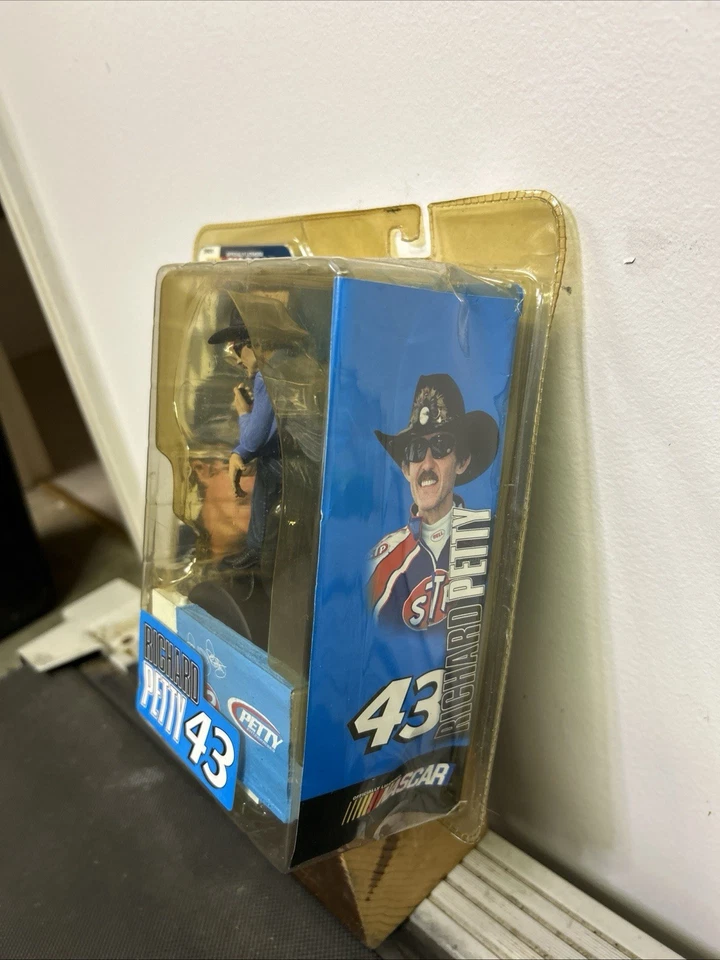 STP
RICHARD PETTY
43
NASCAR
PETTY
RICHARD
PETTY 43